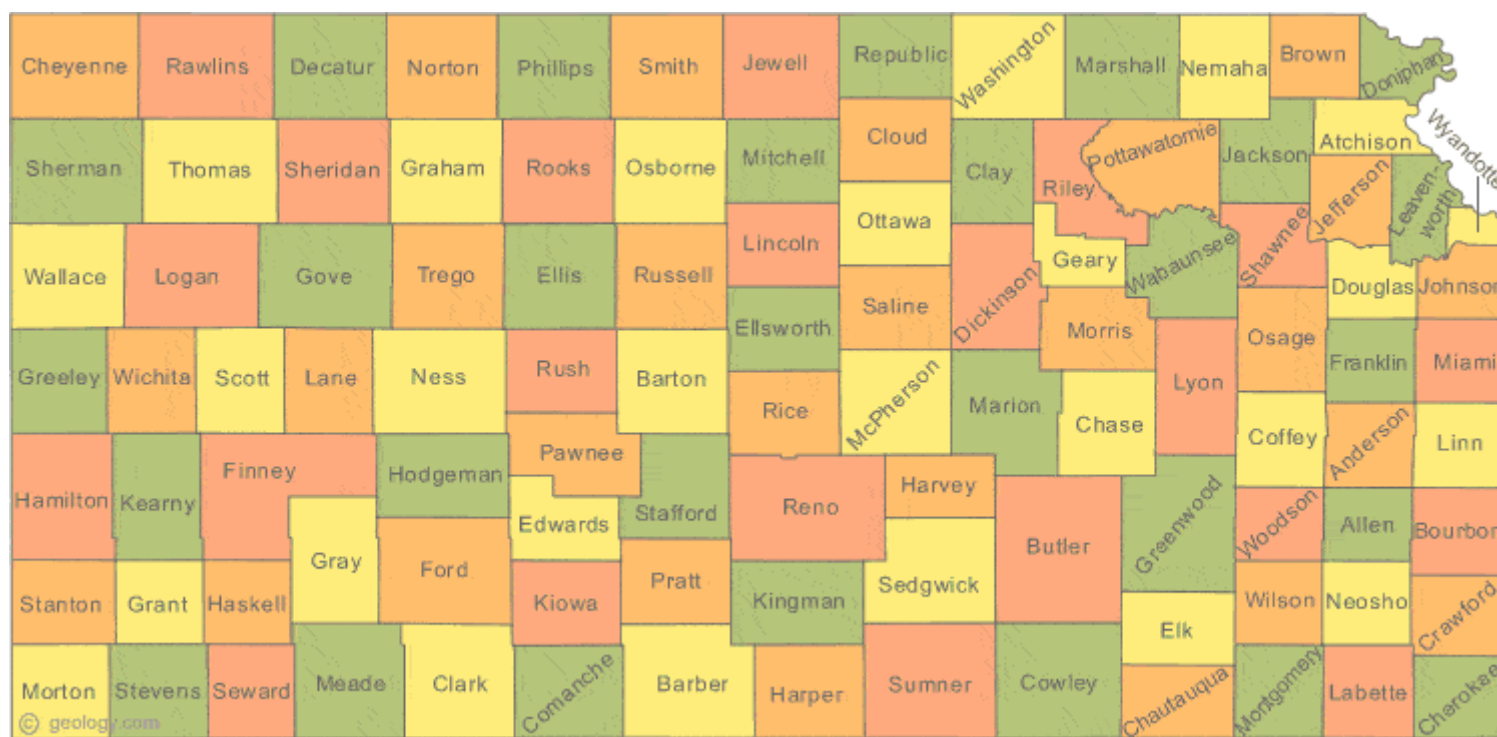 Cheyenne
Rawlins
Decatur
Norton
Phillips
Smith
Jewell
Republic
Washington
Marshall
Nemaha
Brown
Doniphan
Sherman
Thomas
Sheridan
Graham
Rooks
Osborne
Mitchell
Cloud
Clay
Riley
Pottawatomie
Jackson
Atchison
Wyandotte
Ottawa
Jefferson
Leaven-
worth
Wallace
Logan
Gove
Trego
Ellis
Russell
Lincoln
Saline
Dickinson
Geary
Wabaunsee
Shawnee
Douglas
Johnson
Greeley
Wichita
Scott
Lane
Ness
Rush
Barton
Ellsworth
Rice
McPherson
Marion
Morris
Chase
Lyon
Osage
Franklin
Miami
Coffey
Anderson
Linn
Hamilton
Kearny
Finney
Hodgeman
Pawnee
Edwards
Stafford
Reno
Harvey
Butler
Greenwood
Woodson
Allen
Bourbon
Gray
Ford
Stanton
Grant
Haskell
Kiowa
Pratt
Kingman
Sedgwick
Elk
Wilson
Neosho
Crawford
Morton
Stevens
Seward
Meade
Clark
Comanche
Barber
Harper
Sumner
Cowley
Chautauqua
Montgomery
Labette
Cherokee
© geology.com